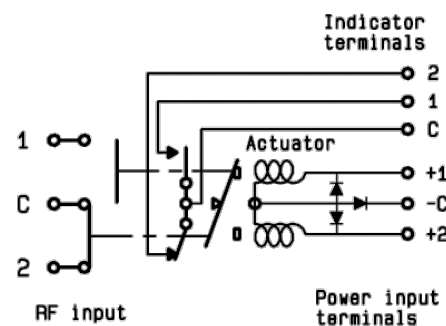 Indicator
terminals
2
1
C
Actuator
1
C
2
+1
-C
+2
RF input
Power input
terminals